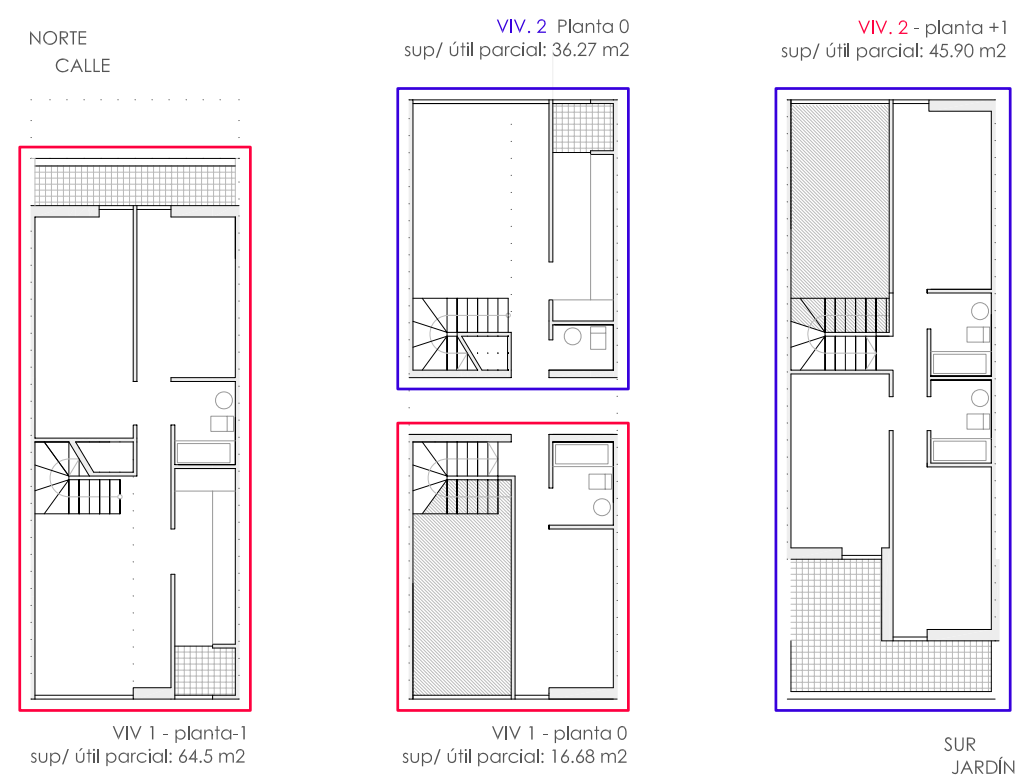 NORTE
CALLE
VIV. 2 Planta 0
sup/ útil parcial: 36.27 m2
VIV. 2 - planta +1
sup/ útil parcial: 45.90 m2
VIV 1 - planta-1
sup/ útil parcial: 64.5 m2
VIV 1 - Planta 0
sup/ útil parcial: 16.68 m2
SUR
JARDÍN